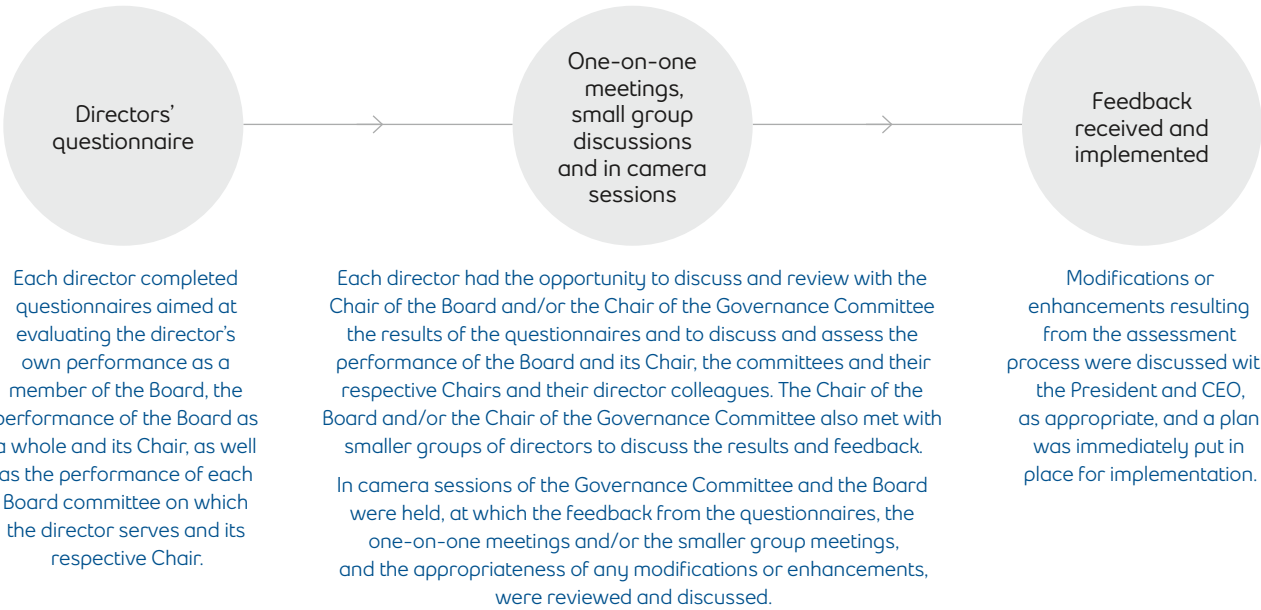 Directors'
questionnaire
One-on-one
meetings,
small group
discussions
and in camera
sessions
Feedback
received and
implemented
Each director completed
questionnaires aimed at
evaluating the director's
own performance as a
member of the Board, the
performance of the Board as
a whole and its Chair, as well
as the performance of each
Board committee on which
the director serves and its
respective Chair.
Each director had the opportunity to discuss and review with the
Chair of the Board and/or the Chair of the Governance Committee
the results of the questionnaires and to discuss and assess the
performance of the Board and its Chair, the committees and their
respective Chairs and their director colleagues. The Chair of the
Board and/or the Chair of the Governance Committee also met with
smaller groups of directors to discuss the results and feedback.
In camera sessions of the Governance Committee and the Board
were held, at which the feedback from the questionnaires, the
one-on-one meetings and/or the smaller group meetings,
and the appropriateness of any modifications or enhancements,
were reviewed and discussed.
Modifications or
enhancements resulting
from the assessment
process were discussed wit
the President and CEO,
as appropriate, and a plan
was immediately put in
place for implementation.